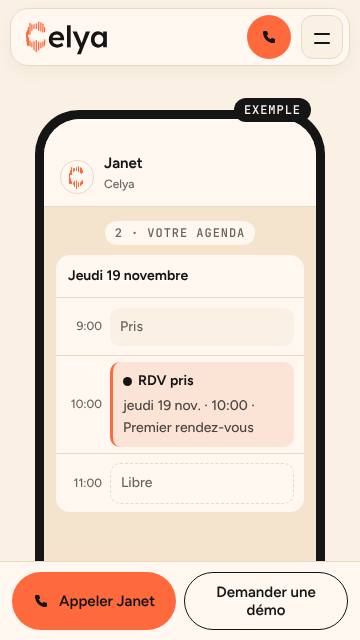 Celya
EXEMPLE
Janet
Celya
2 · VOTRE AGENDA
Jeudi 19 novembre
9:00 Pris
10:00 RDV pris
jeudi 19 nov. · 10:00 ·
Premier rendez-vous
11:00 Libre
Appeler Janet
Demander une
démo